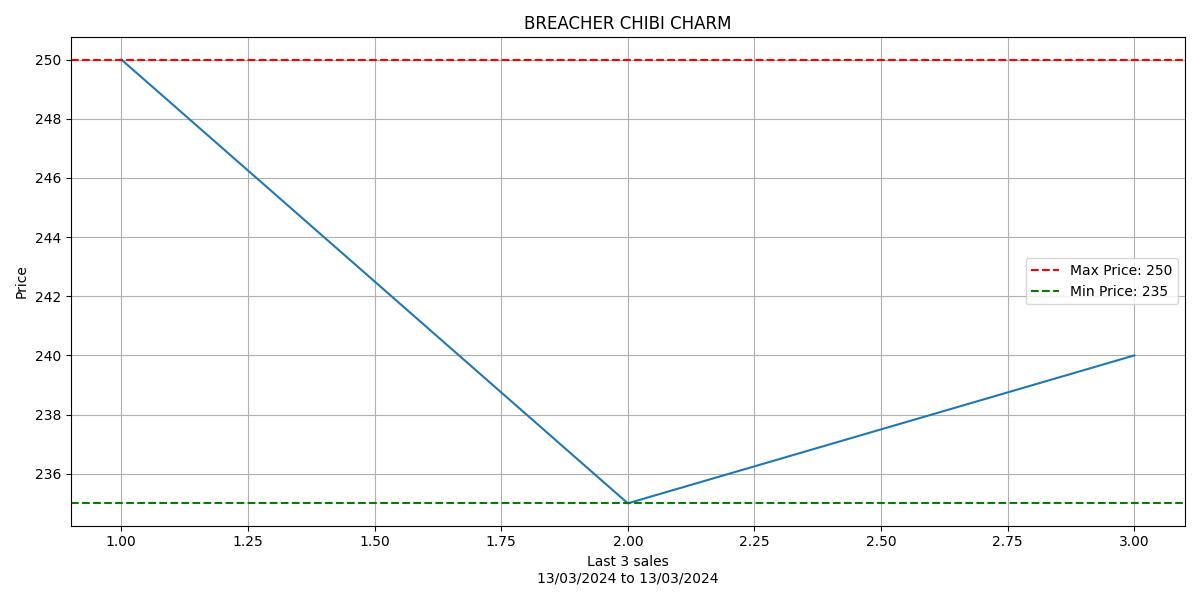 BREACHER CHIBI CHARM
Price
250
248
246
244
242
240
238
236
Max Price: 250
Min Price: 235
1.00 1.25 1.50 1.75 2.00 2.25 2.50 2.75 3.00
Last 3 sales
13/03/2024 to 13/03/2024